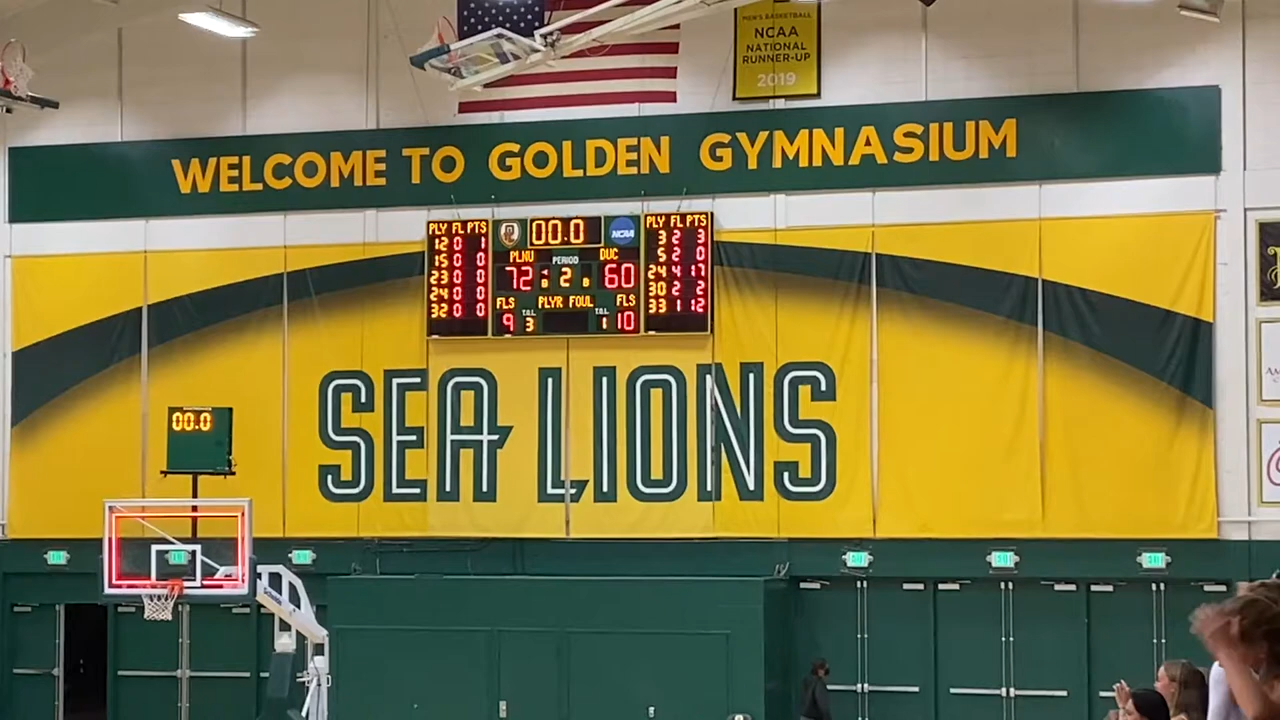 MEN'S BASKETBALL
NCAA
NATIONAL
RUNNER-UP
2019
WELCOME TO GOLDEN GYMNASIUM
PLY FL PTS
12 0 1
15 0 0
23 0 0
24 0 0
32 0 0
00.0
NCAA
PLNU PERIOD DUC
72 2 60
FLS PLYR FOUL FLS
T.O.L. T.O.L.
9 3 1 10
PLY FL PTS
3 2 3
5 2 0
24 4 17
30 2 2
33 1 12
00.0
SEA LIONS